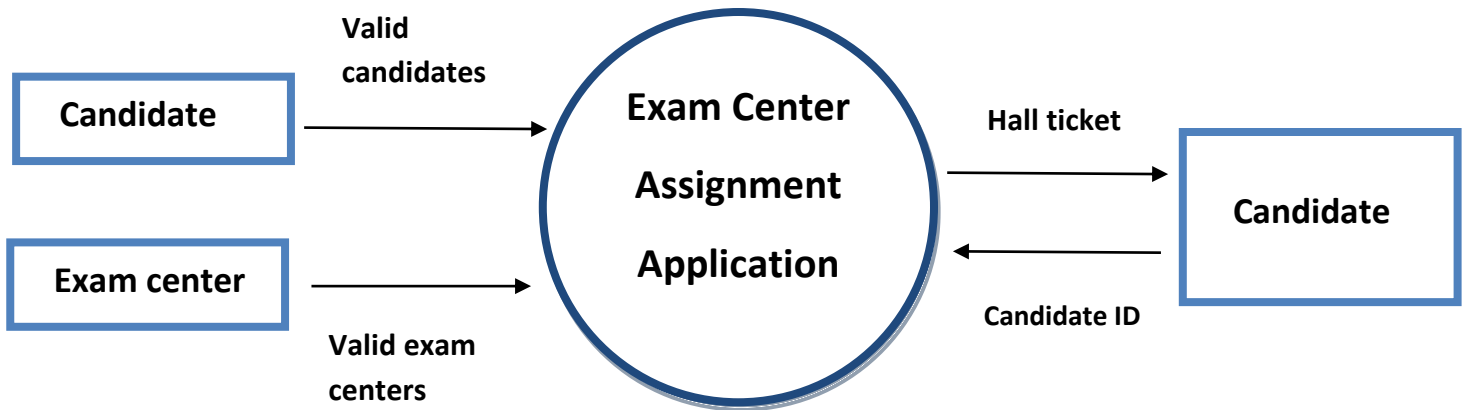 Valid
candidates
Candidate
Exam center
Valid exam
centers
Exam Center
Assignment
Application
Hall ticket
Candidate ID
Candidate